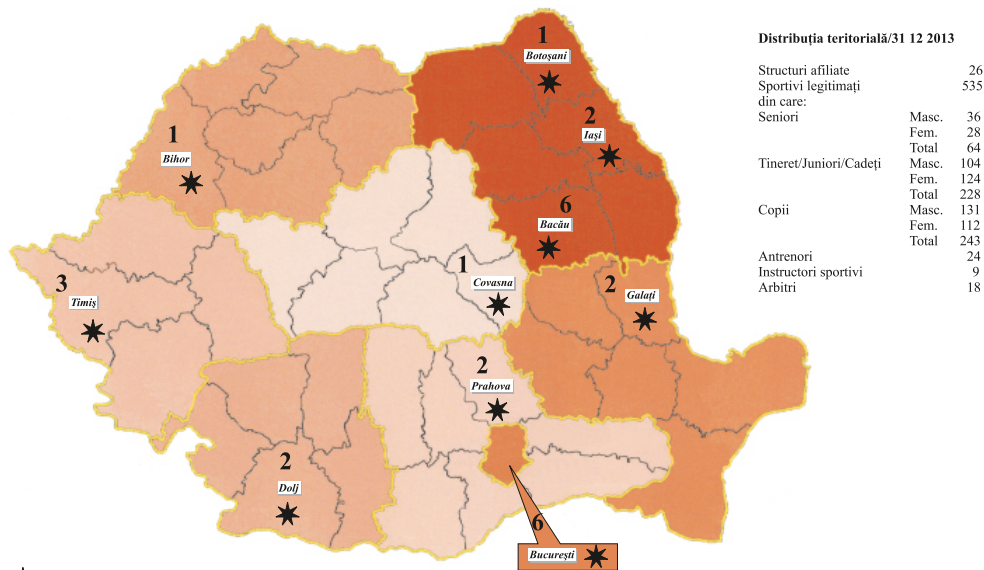 1
Botoșani
2
Iași
6
Bacău
1
Bihor
1
Covasna
3
Timiș
2
Galați
2
Prahova
2
Dolj
6
București
Distribuția teritorială/31 12 2013
Structuri afiliate 26
Sportivi legitimați 535
din care:
Seniori Masc. 36
Fem. 28
Total 64
Tineret/Juniori/Cadeți Masc. 104
Fem. 124
Total 228
Copii Masc. 131
Fem. 112
Total 243
Antrenori 24
Instructori sportivi 9
Arbitri 18